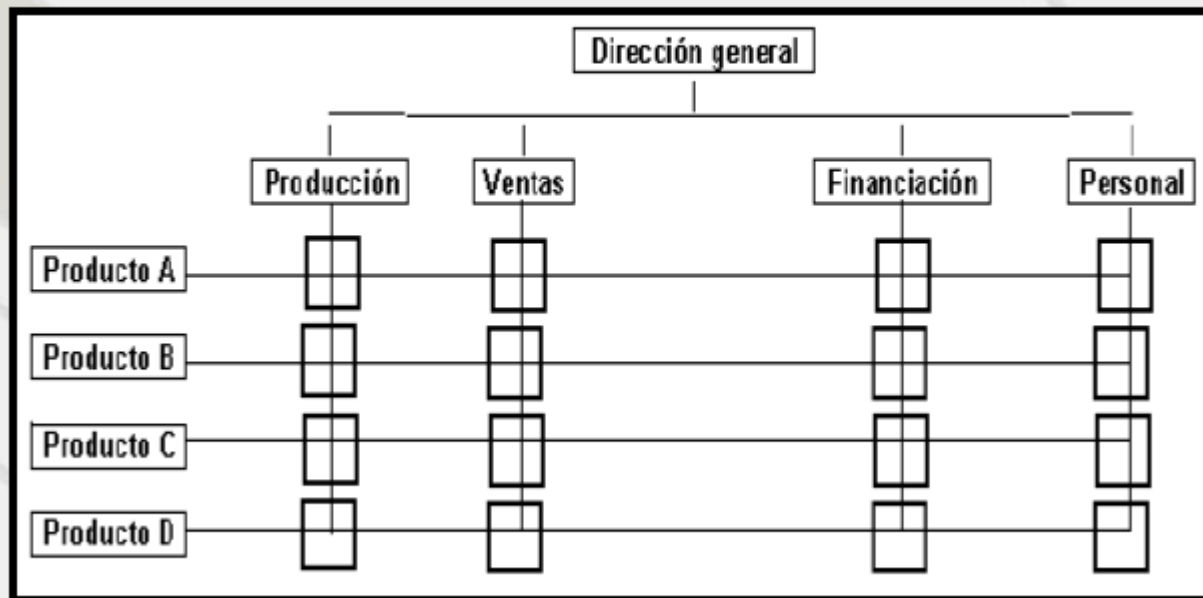 Dirección general
Producción Ventas Financiación Personal
Producto A
Producto B
Producto C
Producto D